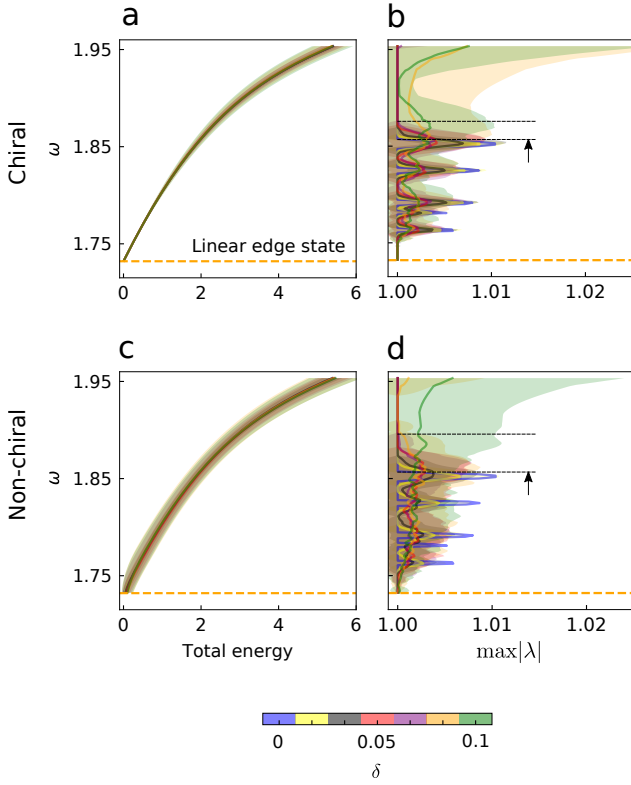 a
b
Chiral
ω
1.95
1.85
1.75
Linear edge state
0
2
4
6
1.00
1.01
1.02
c
d
Non-chiral
ω
1.95
1.85
1.75
0
2
4
6
1.00
1.01
1.02
Total energy
max|λ|
0
0.05
0.1
δ